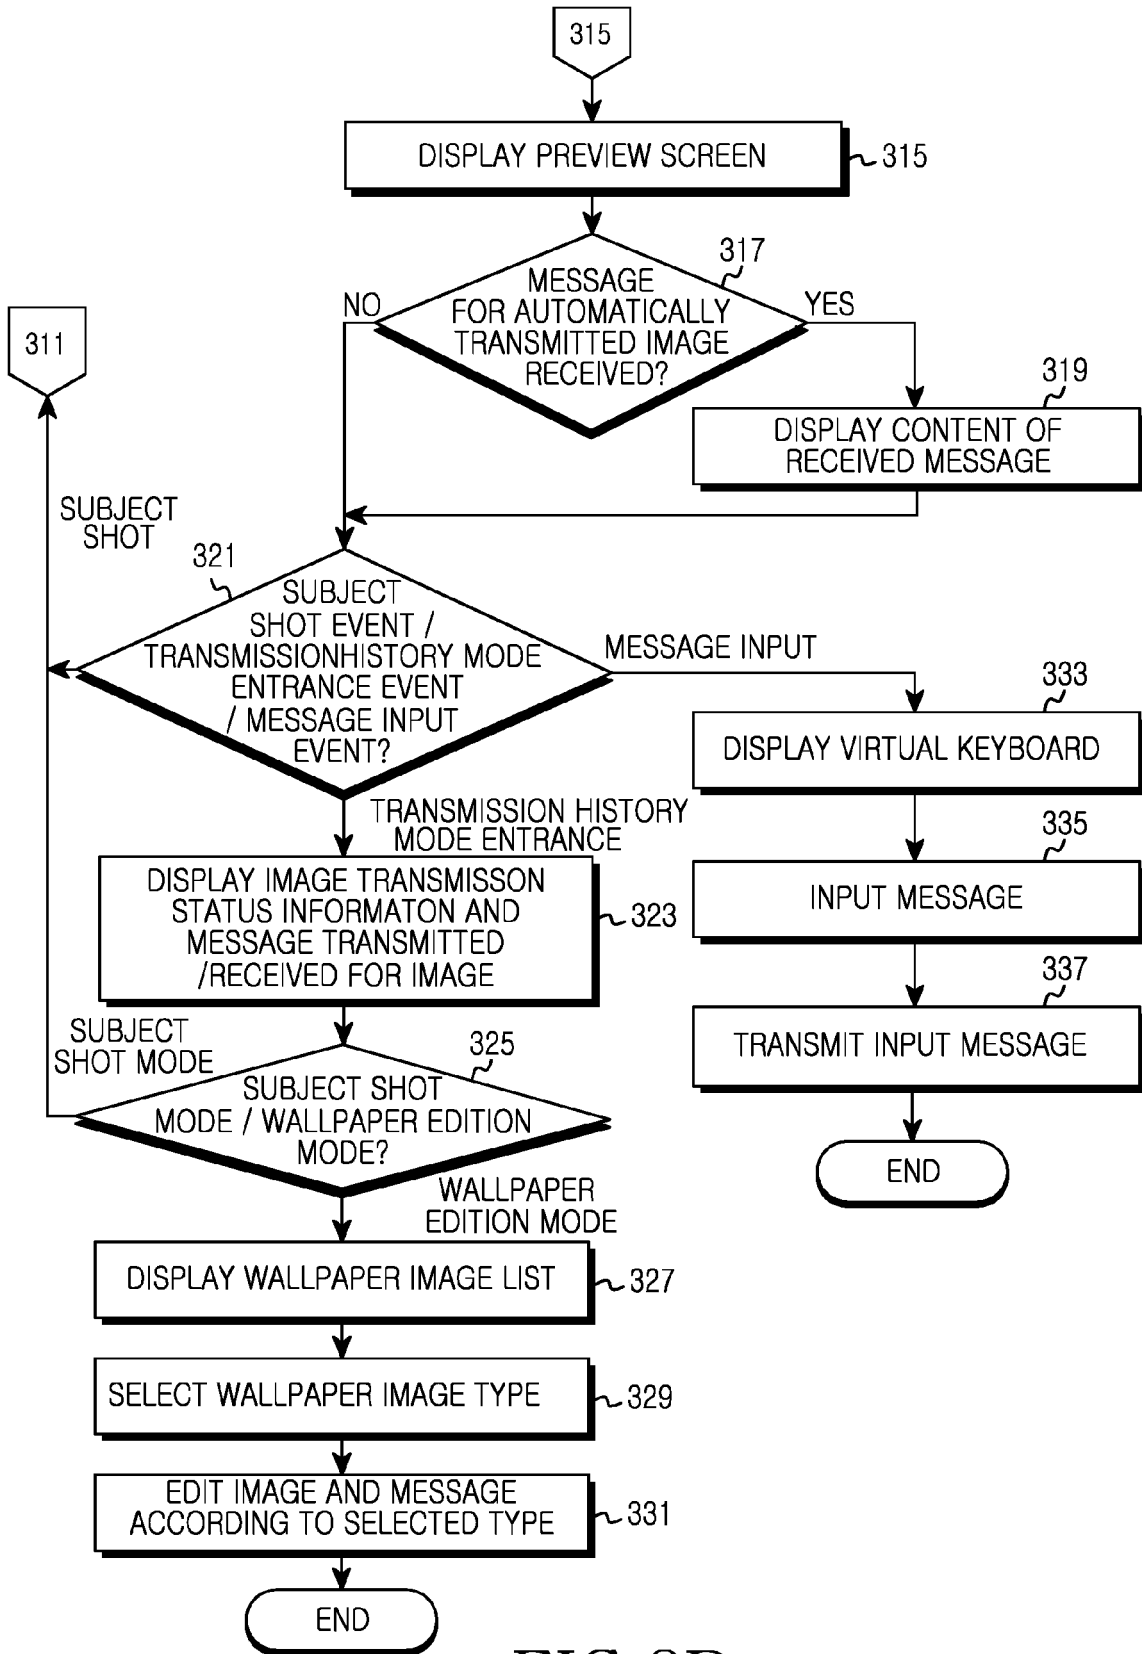 315
DISPLAY PREVIEW SCREEN
315
317
MESSAGE
FOR AUTOMATICALLY
TRANSMITTED IMAGE
RECEIVED?
NO
YES
311
319
DISPLAY CONTENT OF
RECEIVED MESSAGE
SUBJECT
SHOT
321
SUBJECT
SHOT EVENT /
TRANSMISSIONHISTORY MODE
ENTRANCE EVENT
/ MESSAGE INPUT
EVENT?
MESSAGE INPUT
333
DISPLAY VIRTUAL KEYBOARD
TRANSMISSION HISTORY
MODE ENTRANCE
335
INPUT MESSAGE
DISPLAY IMAGE TRANSMISSON
STATUS INFORMATON AND
MESSAGE TRANSMITTED
/RECEIVED FOR IMAGE
323
337
TRANSMIT INPUT MESSAGE
END
SUBJECT
SHOT MODE
325
SUBJECT SHOT
MODE / WALLPAPER EDITION
MODE?
WALLPAPER
EDITION MODE
DISPLAY WALLPAPER IMAGE LIST
327
SELECT WALLPAPER IMAGE TYPE
329
EDIT IMAGE AND MESSAGE
ACCORDING TO SELECTED TYPE
331
END